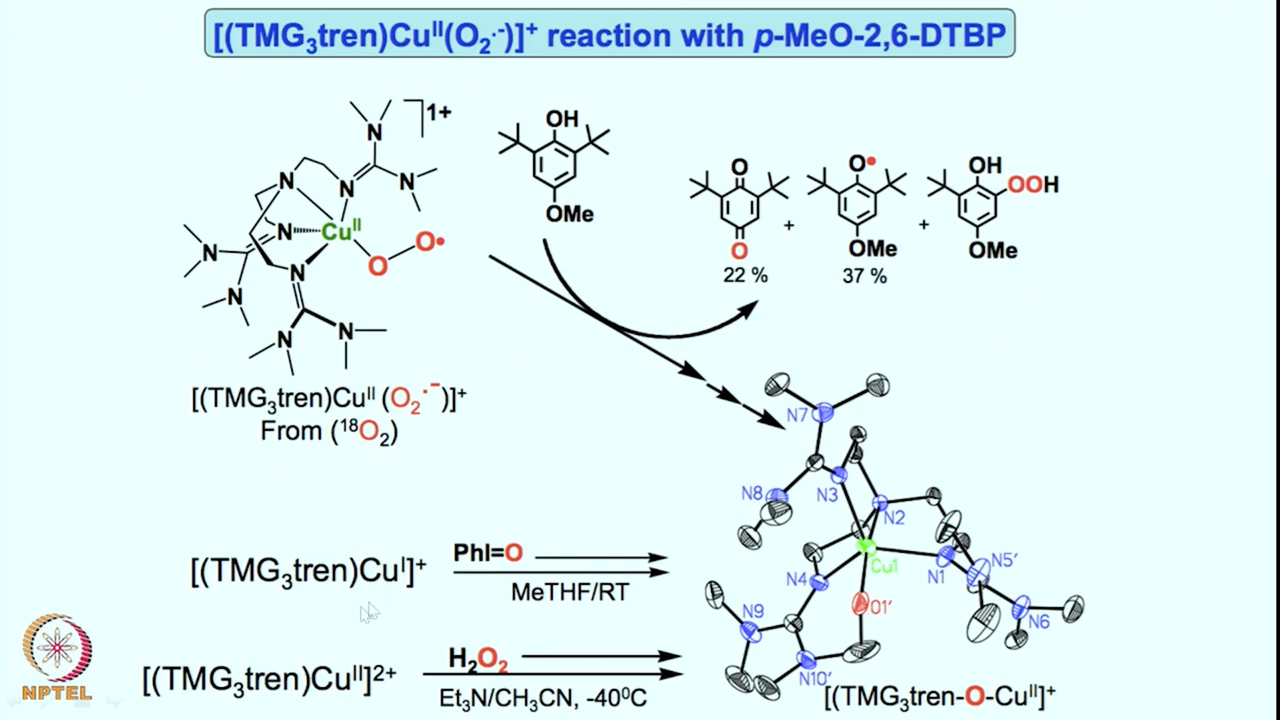 [(TMG₃tren)Cuᴵᴵ(O₂·⁻)]⁺ reaction with p-MeO-2,6-DTBP
1+
N
N
N
N
N
N
N
N
N
N
Cuᴵᴵ
O
O•
[(TMG₃tren)Cuᴵᴵ (O₂·⁻)]⁺
From (¹⁸O₂)
OH
OMe
O
O
22 %
+
O•
OMe
37 %
+
OH
OOH
OMe
[(TMG₃tren)Cuᴵ]⁺
PhI=O
MeTHF/RT
[(TMG₃tren)Cuᴵᴵ]²⁺
H₂O₂
Et₃N/CH₃CN, -40⁰C
N7
N8
N3
N2
Cu1
N1
N5'
N4
O1'
N6
N9
N10'
[(TMG₃tren-O-Cuᴵᴵ]⁺
NPTEL